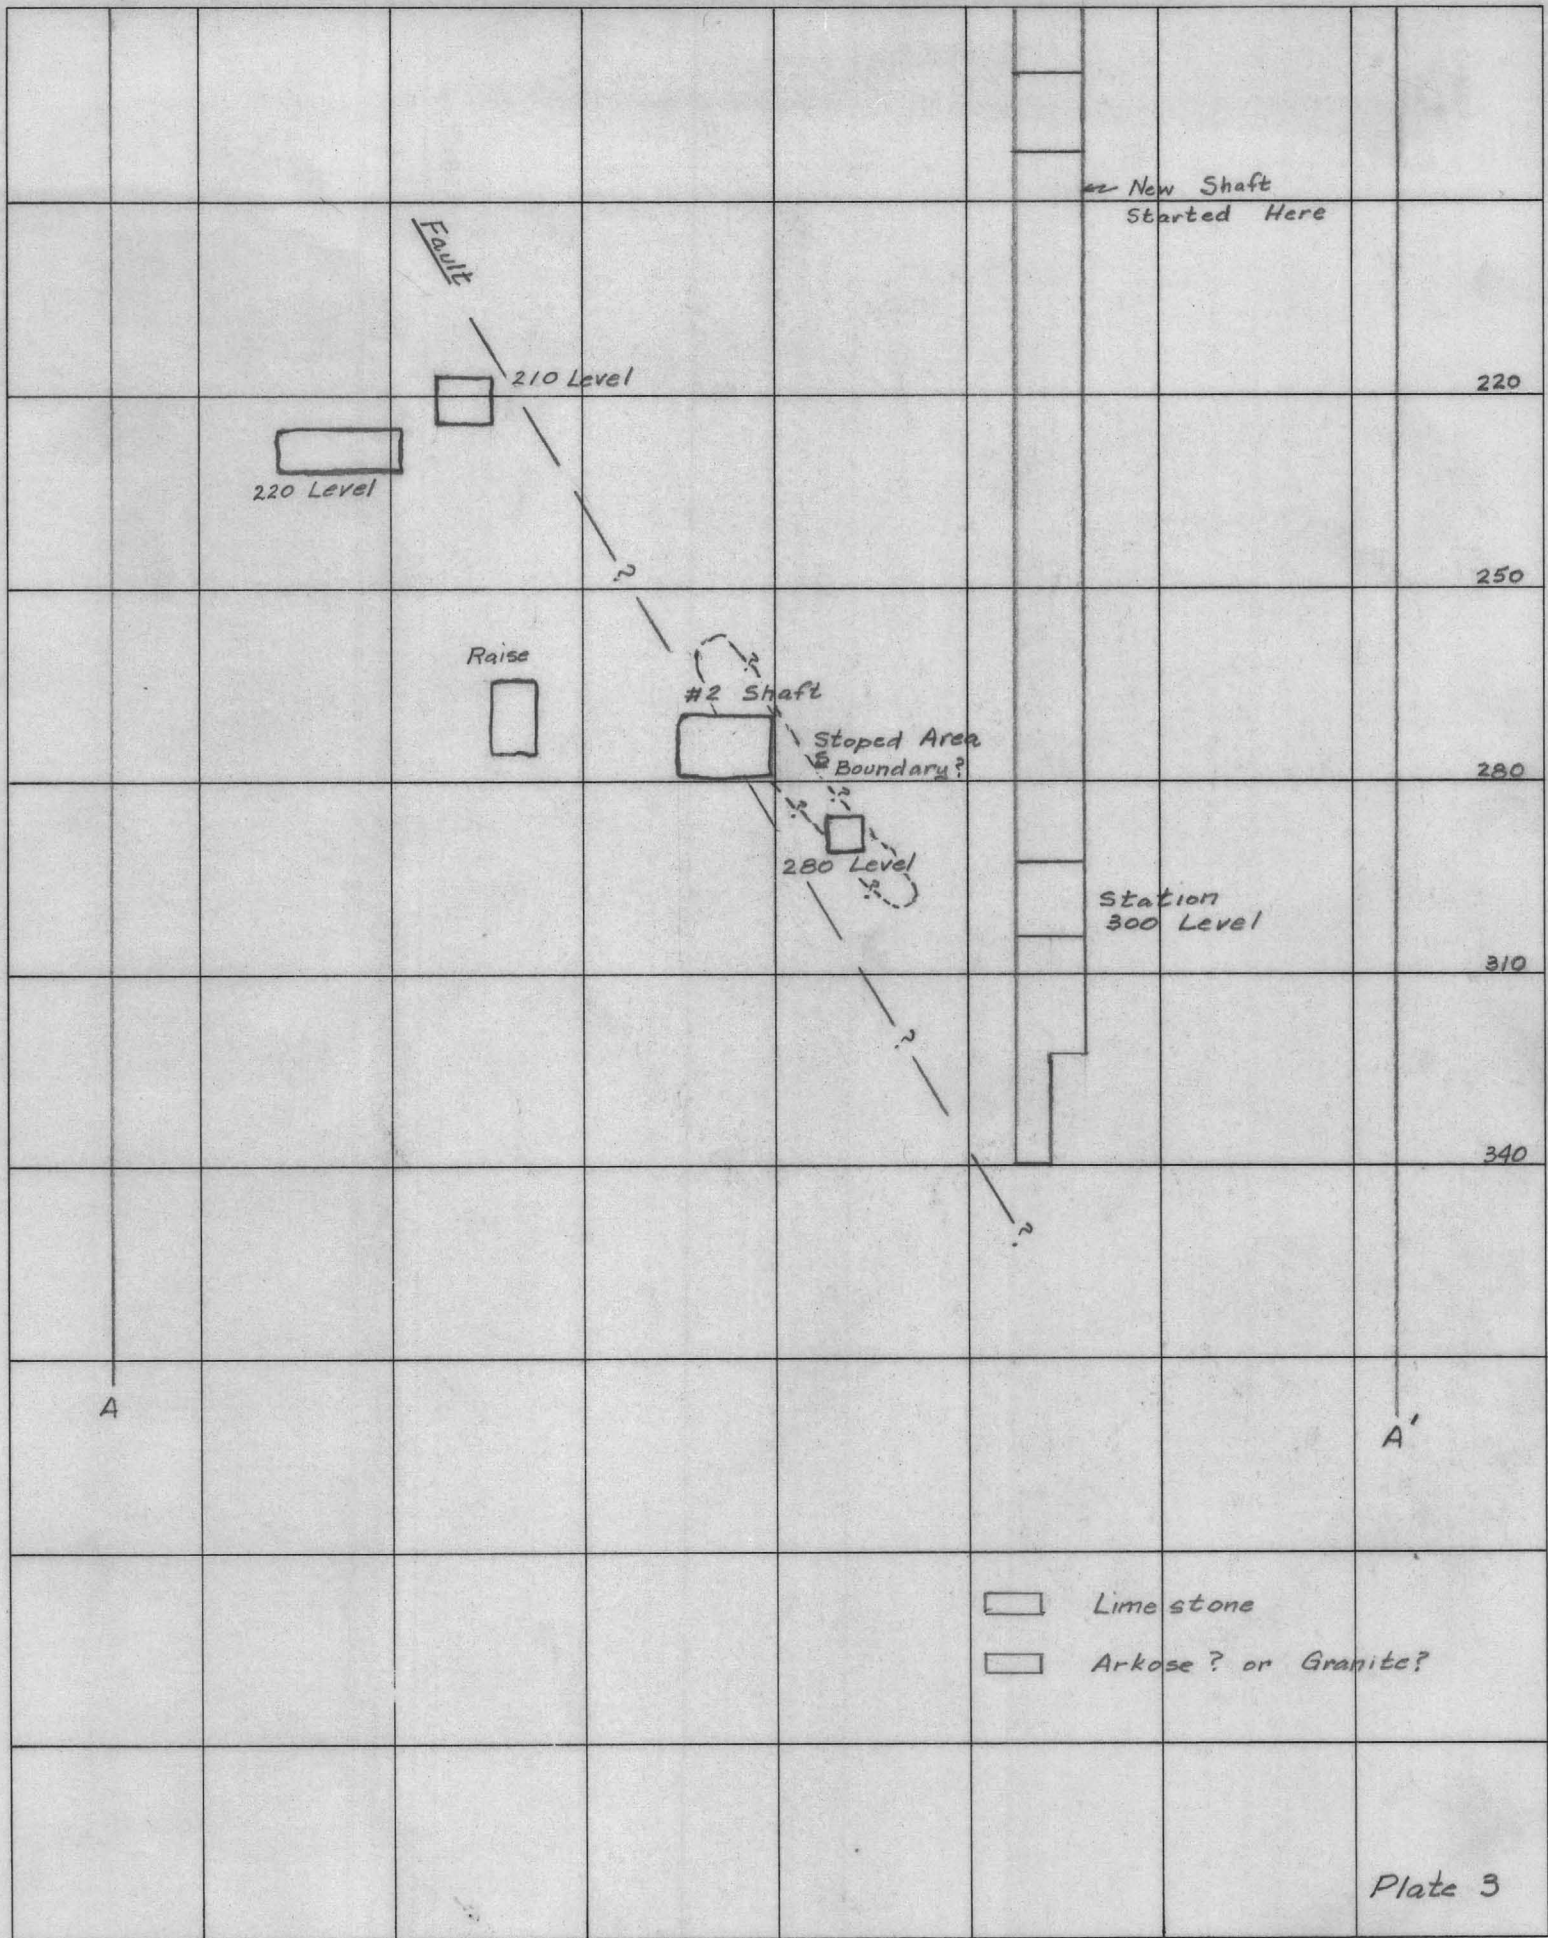 ← New Shaft
Started Here
Fault
210 Level
220
220 Level
?
250
Raise
?
#2 Shaft
Stoped Area
Boundary?
280
?
?
280 Level
?
Station
300 Level
310
?
340
?
A
A'
Limestone
Arkose ? or Granite?
Plate 3